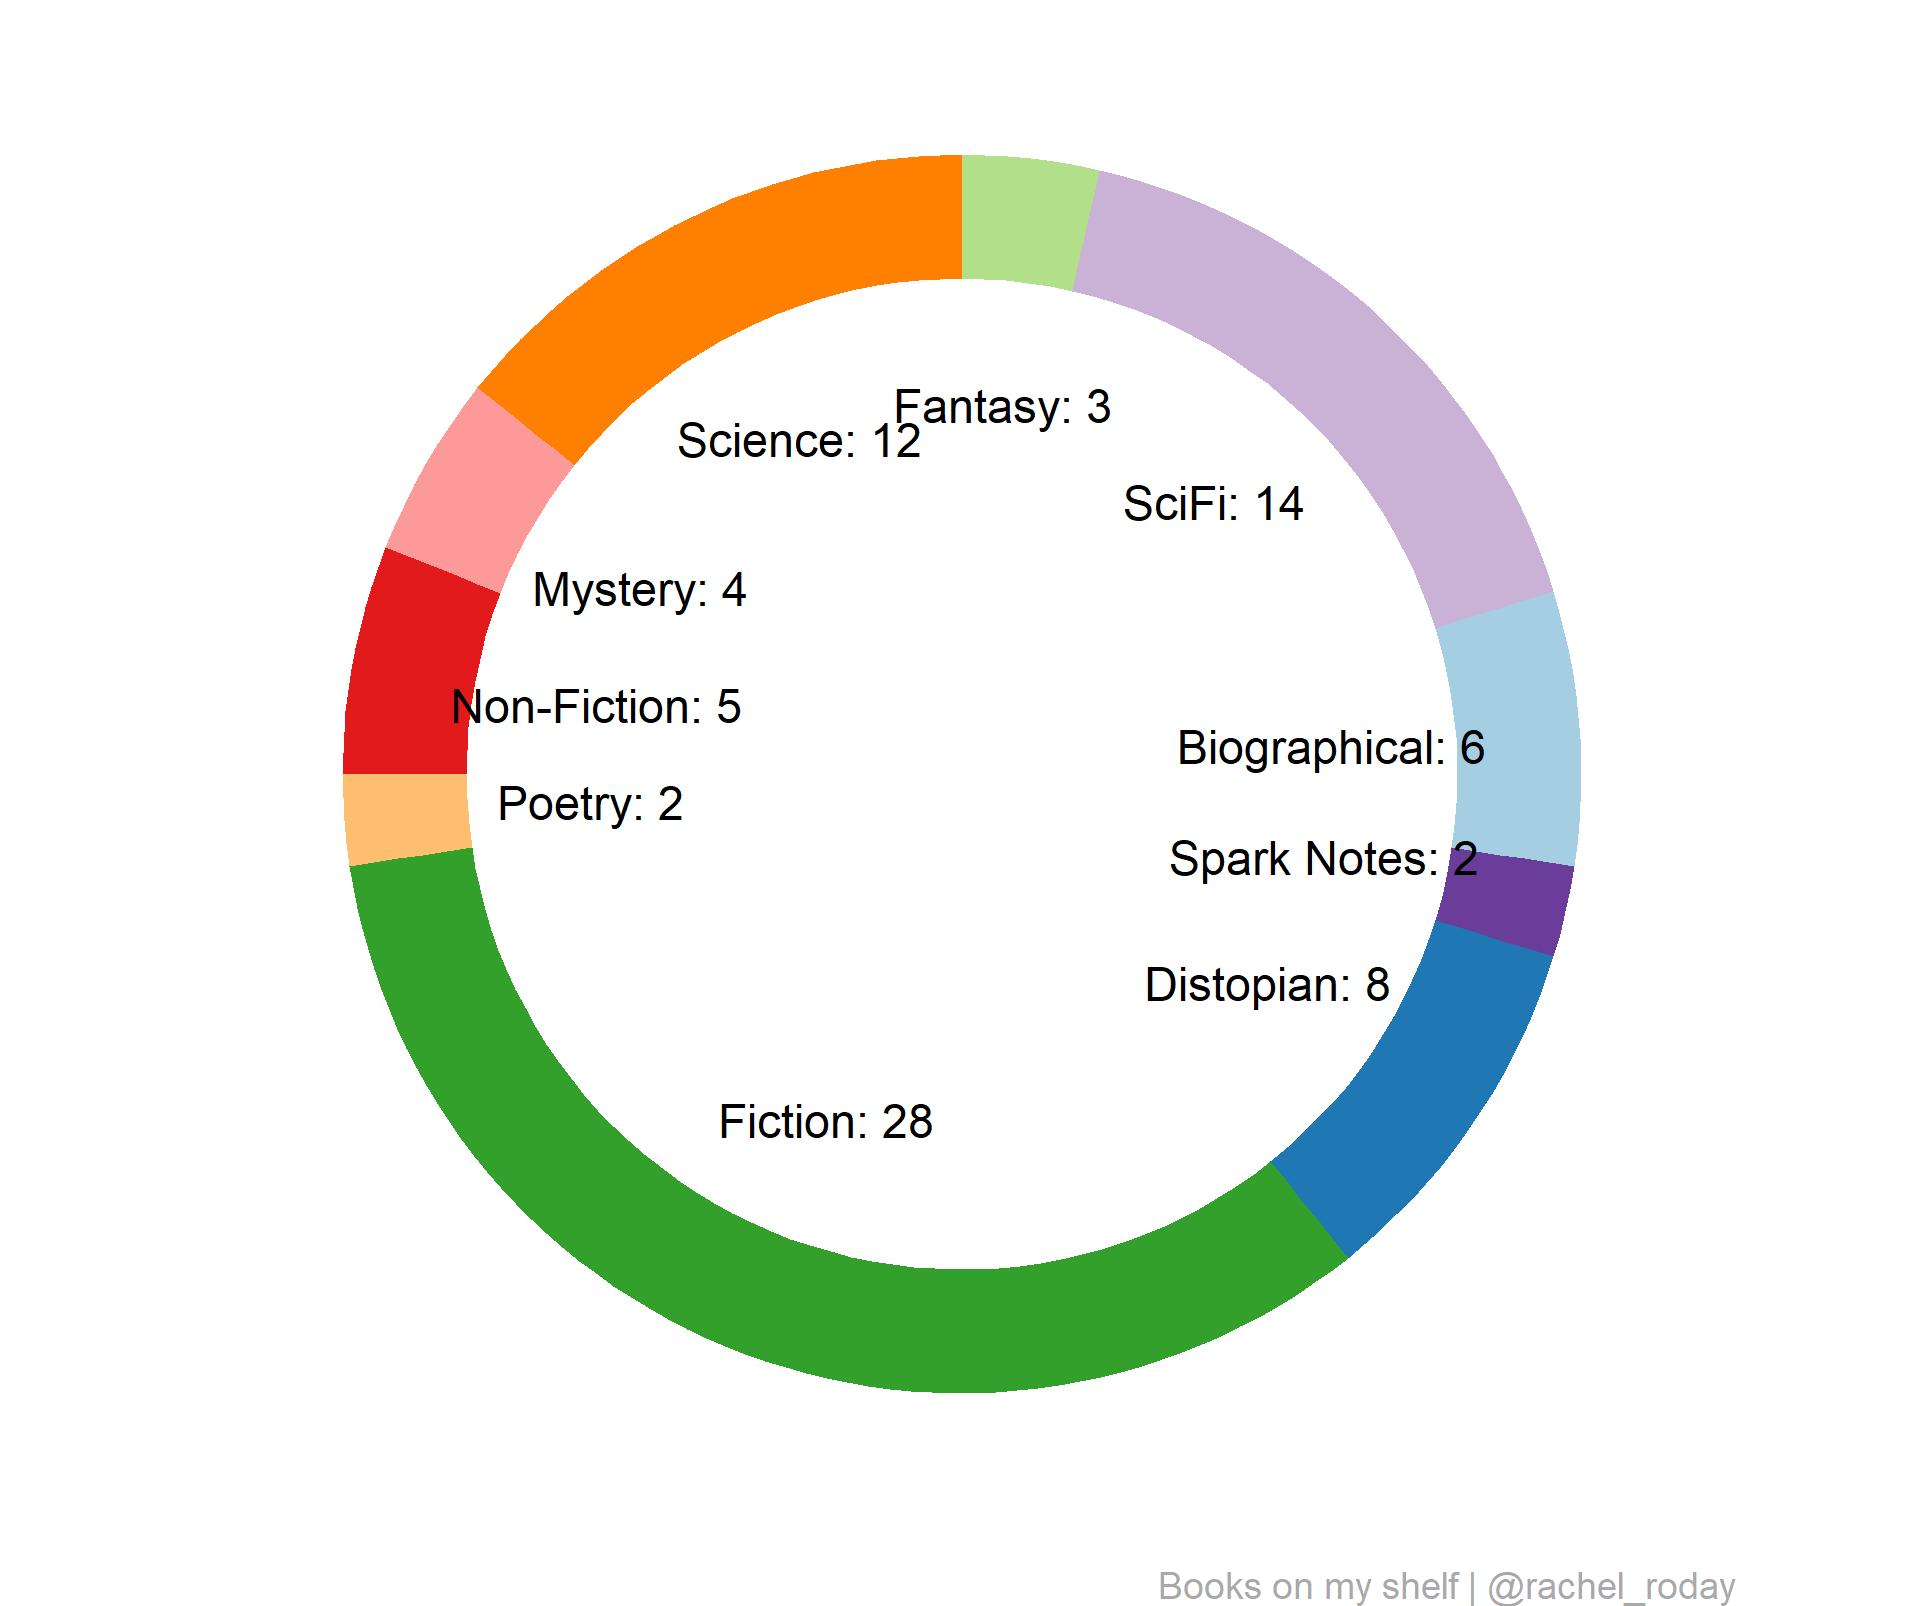 Fantasy: 3
Science: 12
SciFi: 14
Mystery: 4
Non-Fiction: 5
Biographical: 6
Poetry: 2
Spark Notes: 2
Distopian: 8
Fiction: 28
Books on my shelf | @rachel_roday